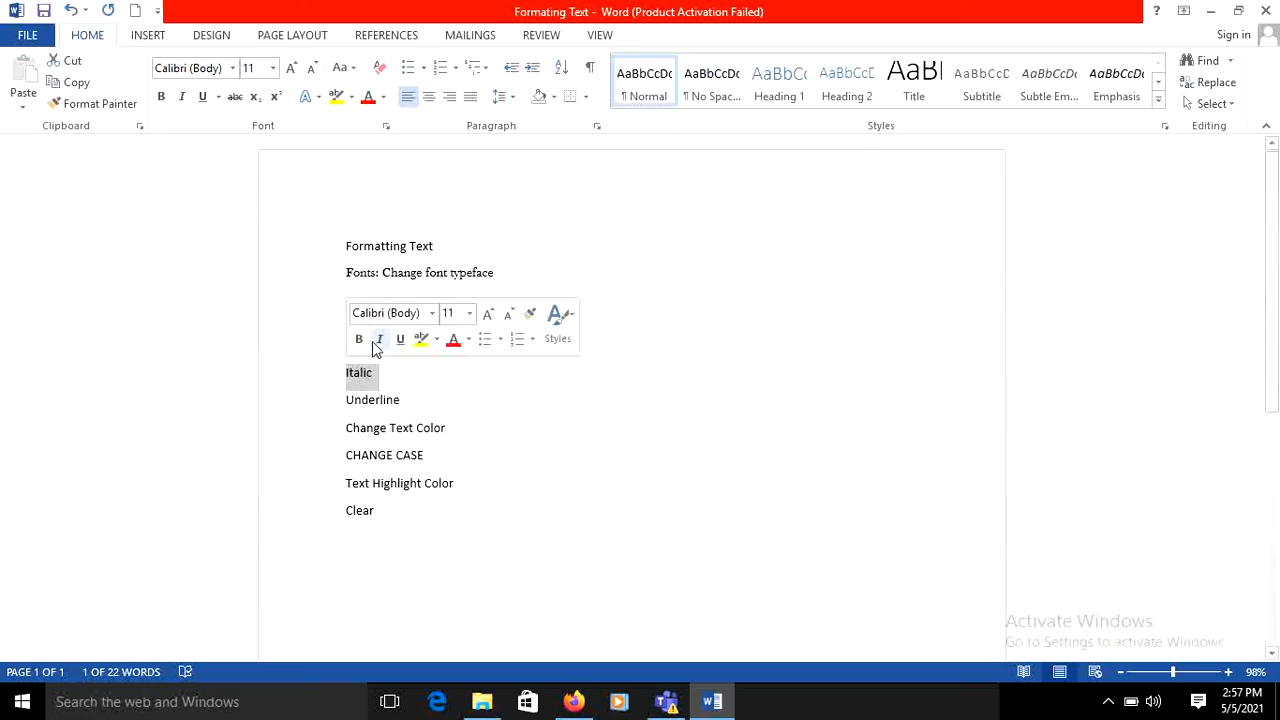 Formating Text - Word (Product Activation Failed)
Sign in
FILE HOME INSERT DESIGN PAGE LAYOUT REFERENCES MAILINGS REVIEW VIEW
Paste
Cut
Copy
Format Painter
Clipboard
Calibri (Body) 11
Font
Paragraph
AaBbCcDc AaBbCcDc AaBbCc AaBbCcD AaBl AaBbCcD AaBbCcDc AaBbCcDc
¶ Normal ¶ No Spac... Heading 1 Heading 2 Title Subtitle Subtle Em... Emphasis
Styles
Find
Replace
Select
Editing
Formatting Text
Fonts: Change font typeface
Calibri (Body) 11
B I U Styles
Italic
Underline
Change Text Color
CHANGE CASE
Text Highlight Color
Clear
Activate Windows
Go to Settings to activate Windows.
PAGE 1 OF 1 1 OF 22 WORDS 98%
Search the web and Windows
2:57 PM
5/5/2021